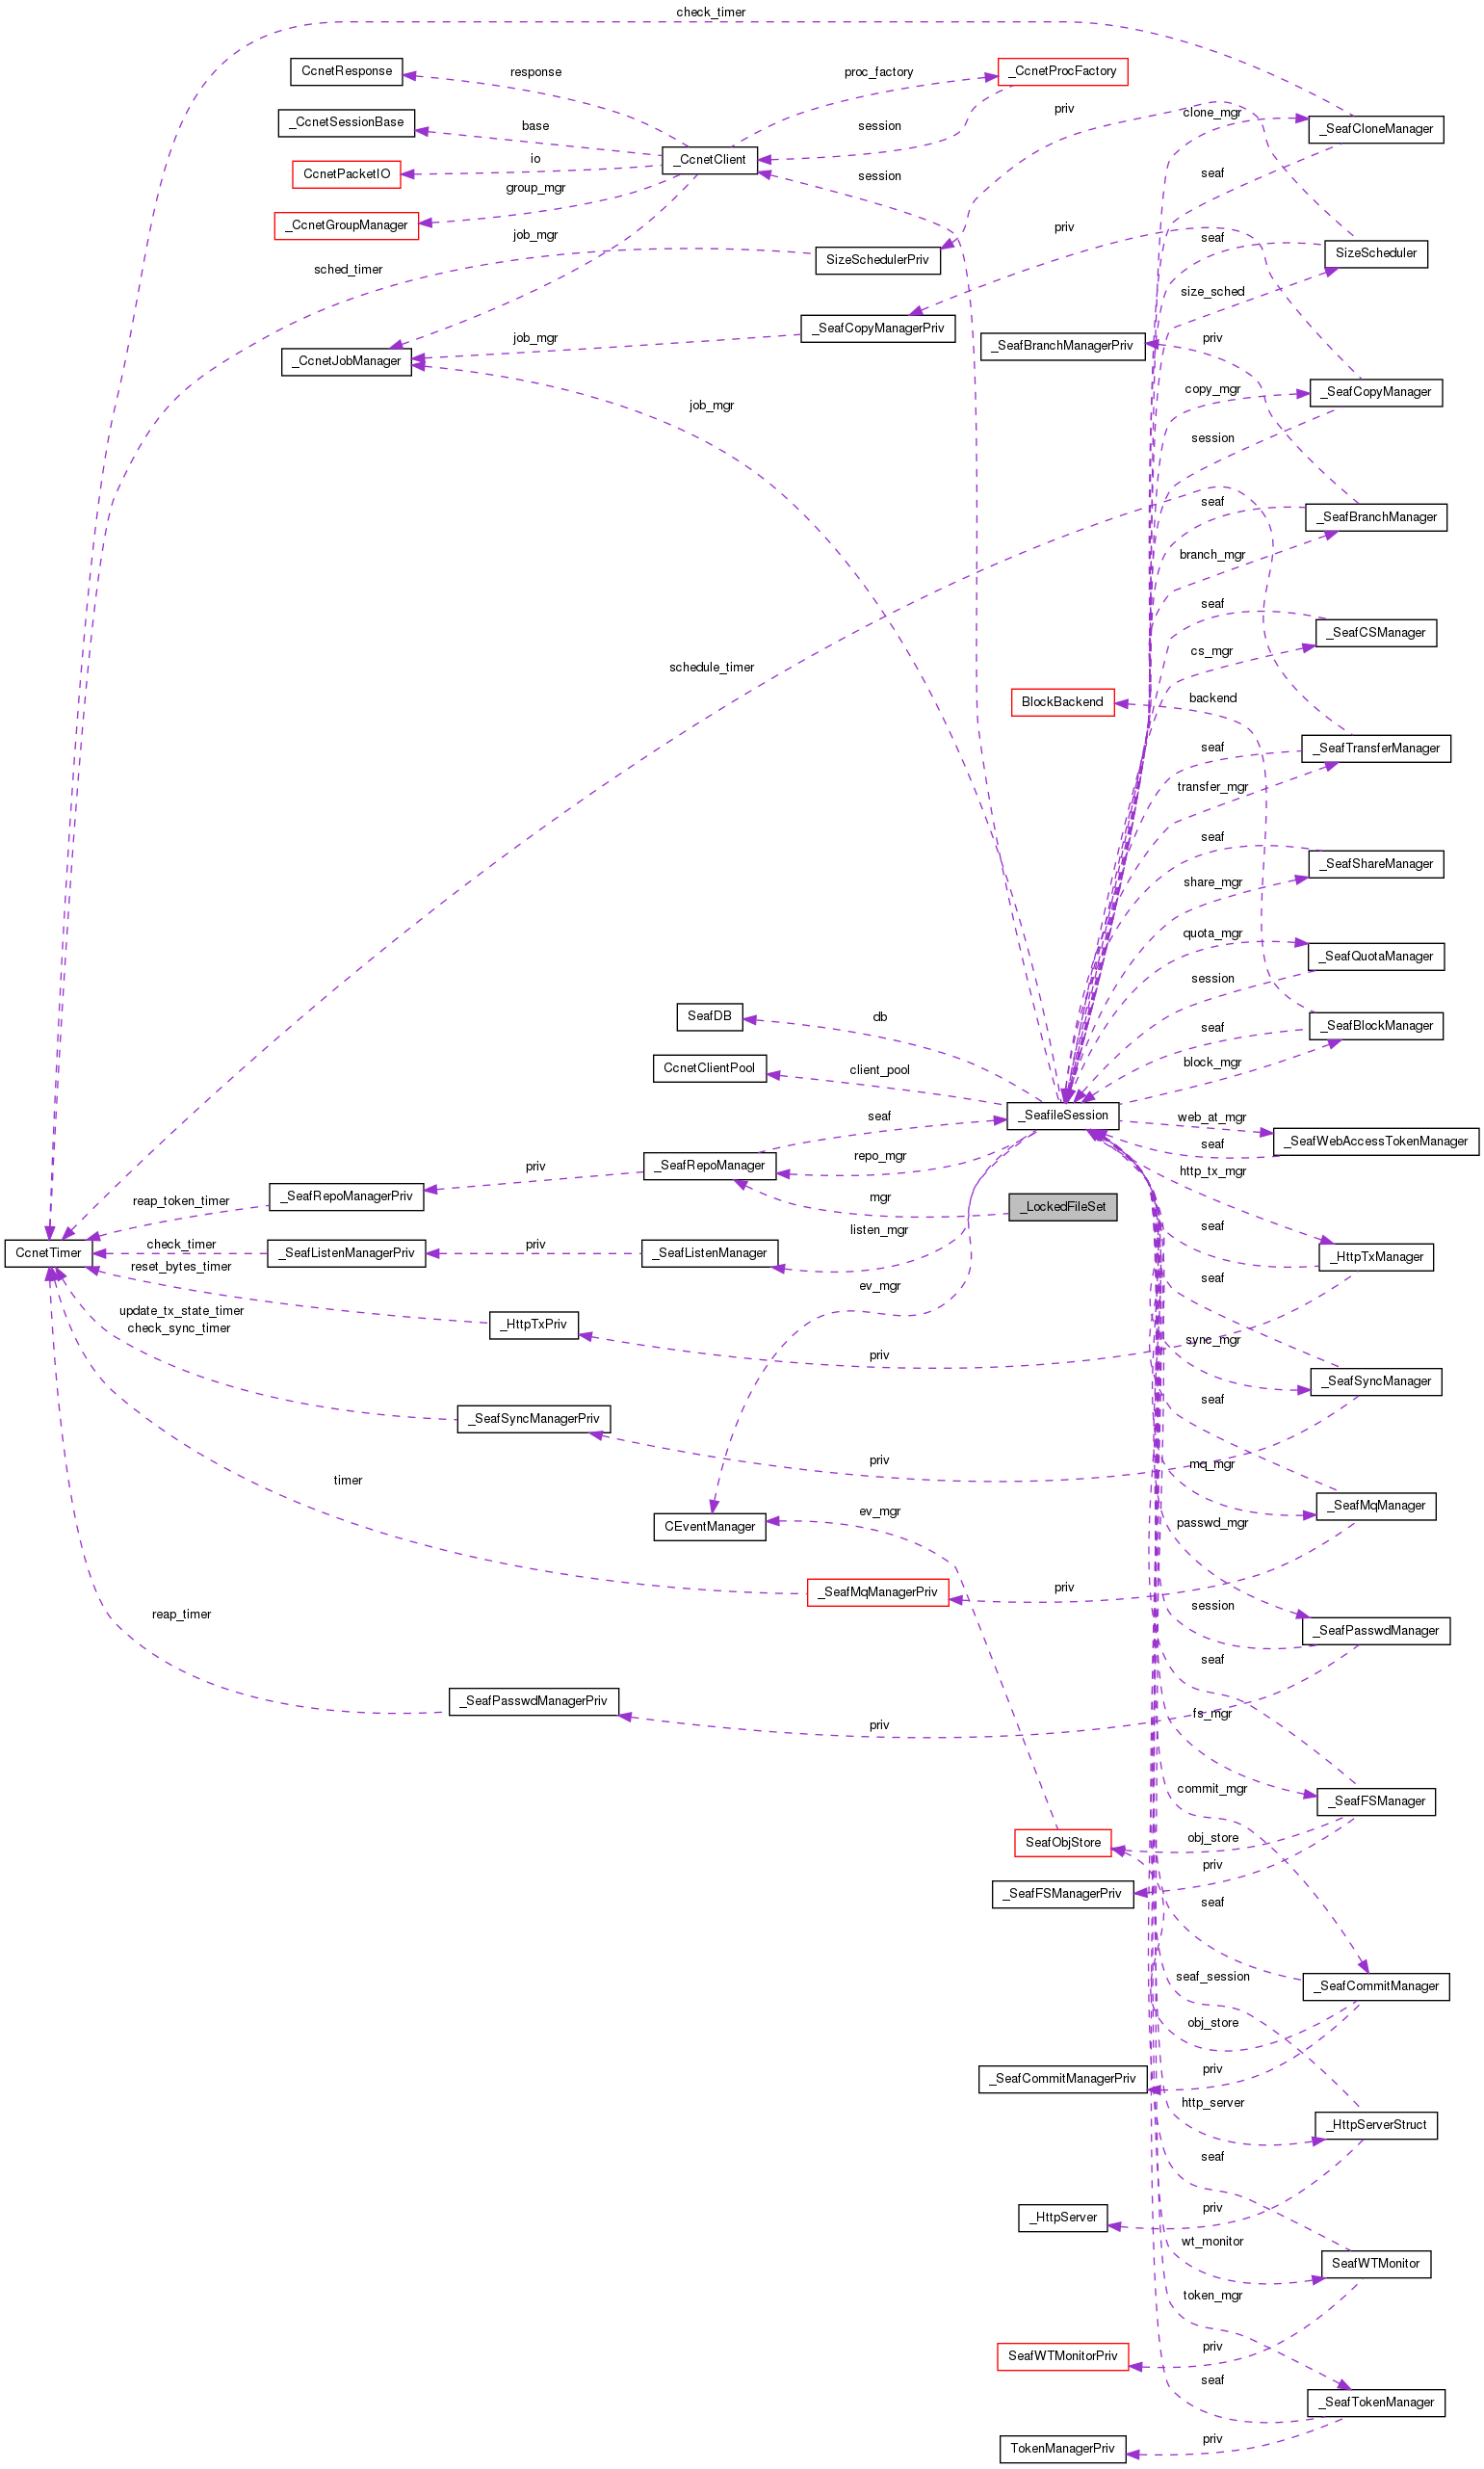 check_timer
CcnetResponse
response
proc_factory
_CcnetProcFactory
priv
clone_mgr
_SeafCloneManager
_CcnetSessionBase
base
session
io
_CcnetClient
CcnetPacketIO
group_mgr
session
seaf
_CcnetGroupManager
job_mgr
priv
seaf
SizeScheduler
sched_timer
SizeSchedulerPriv
size_sched
_SeafCopyManagerPriv
job_mgr
_SeafBranchManagerPriv
priv
_CcnetJobManager
job_mgr
copy_mgr
_SeafCopyManager
session
seaf
_SeafBranchManager
branch_mgr
seaf
_SeafCSManager
cs_mgr
schedule_timer
BlockBackend
backend
seaf
_SeafTransferManager
transfer_mgr
seaf
_SeafShareManager
share_mgr
quota_mgr
_SeafQuotaManager
session
SeafDB
db
seaf
_SeafBlockManager
CcnetClientPool
client_pool
block_mgr
_SeafileSession
seaf
web_at_mgr
_SeafWebAccessTokenManager
seaf
repo_mgr
_SeafRepoManager
priv
http_tx_mgr
_SeafRepoManagerPriv
reap_token_timer
mgr
_LockedFileSet
listen_mgr
seaf
CcnetTimer
check_timer
_SeafListenManagerPriv
priv
_SeafListenManager
_HttpTxManager
reset_bytes_timer
ev_mgr
seaf
update_tx_state_timer
check_sync_timer
_HttpTxPriv
priv
sync_mgr
_SeafSyncManager
_SeafSyncManagerPriv
seaf
priv
mq_mgr
timer
ev_mgr
_SeafMqManager
CEventManager
passwd_mgr
_SeafMqManagerPriv
priv
reap_timer
session
_SeafPasswdManager
seaf
_SeafPasswdManagerPriv
priv
fs_mgr
commit_mgr
_SeafFSManager
SeafObjStore
obj_store
priv
_SeafFSManagerPriv
seaf
seaf_session
_SeafCommitManager
obj_store
_SeafCommitManagerPriv
priv
http_server
_HttpServerStruct
seaf
_HttpServer
priv
wt_monitor
SeafWTMonitor
token_mgr
SeafWTMonitorPriv
priv
seaf
_SeafTokenManager
TokenManagerPriv
priv